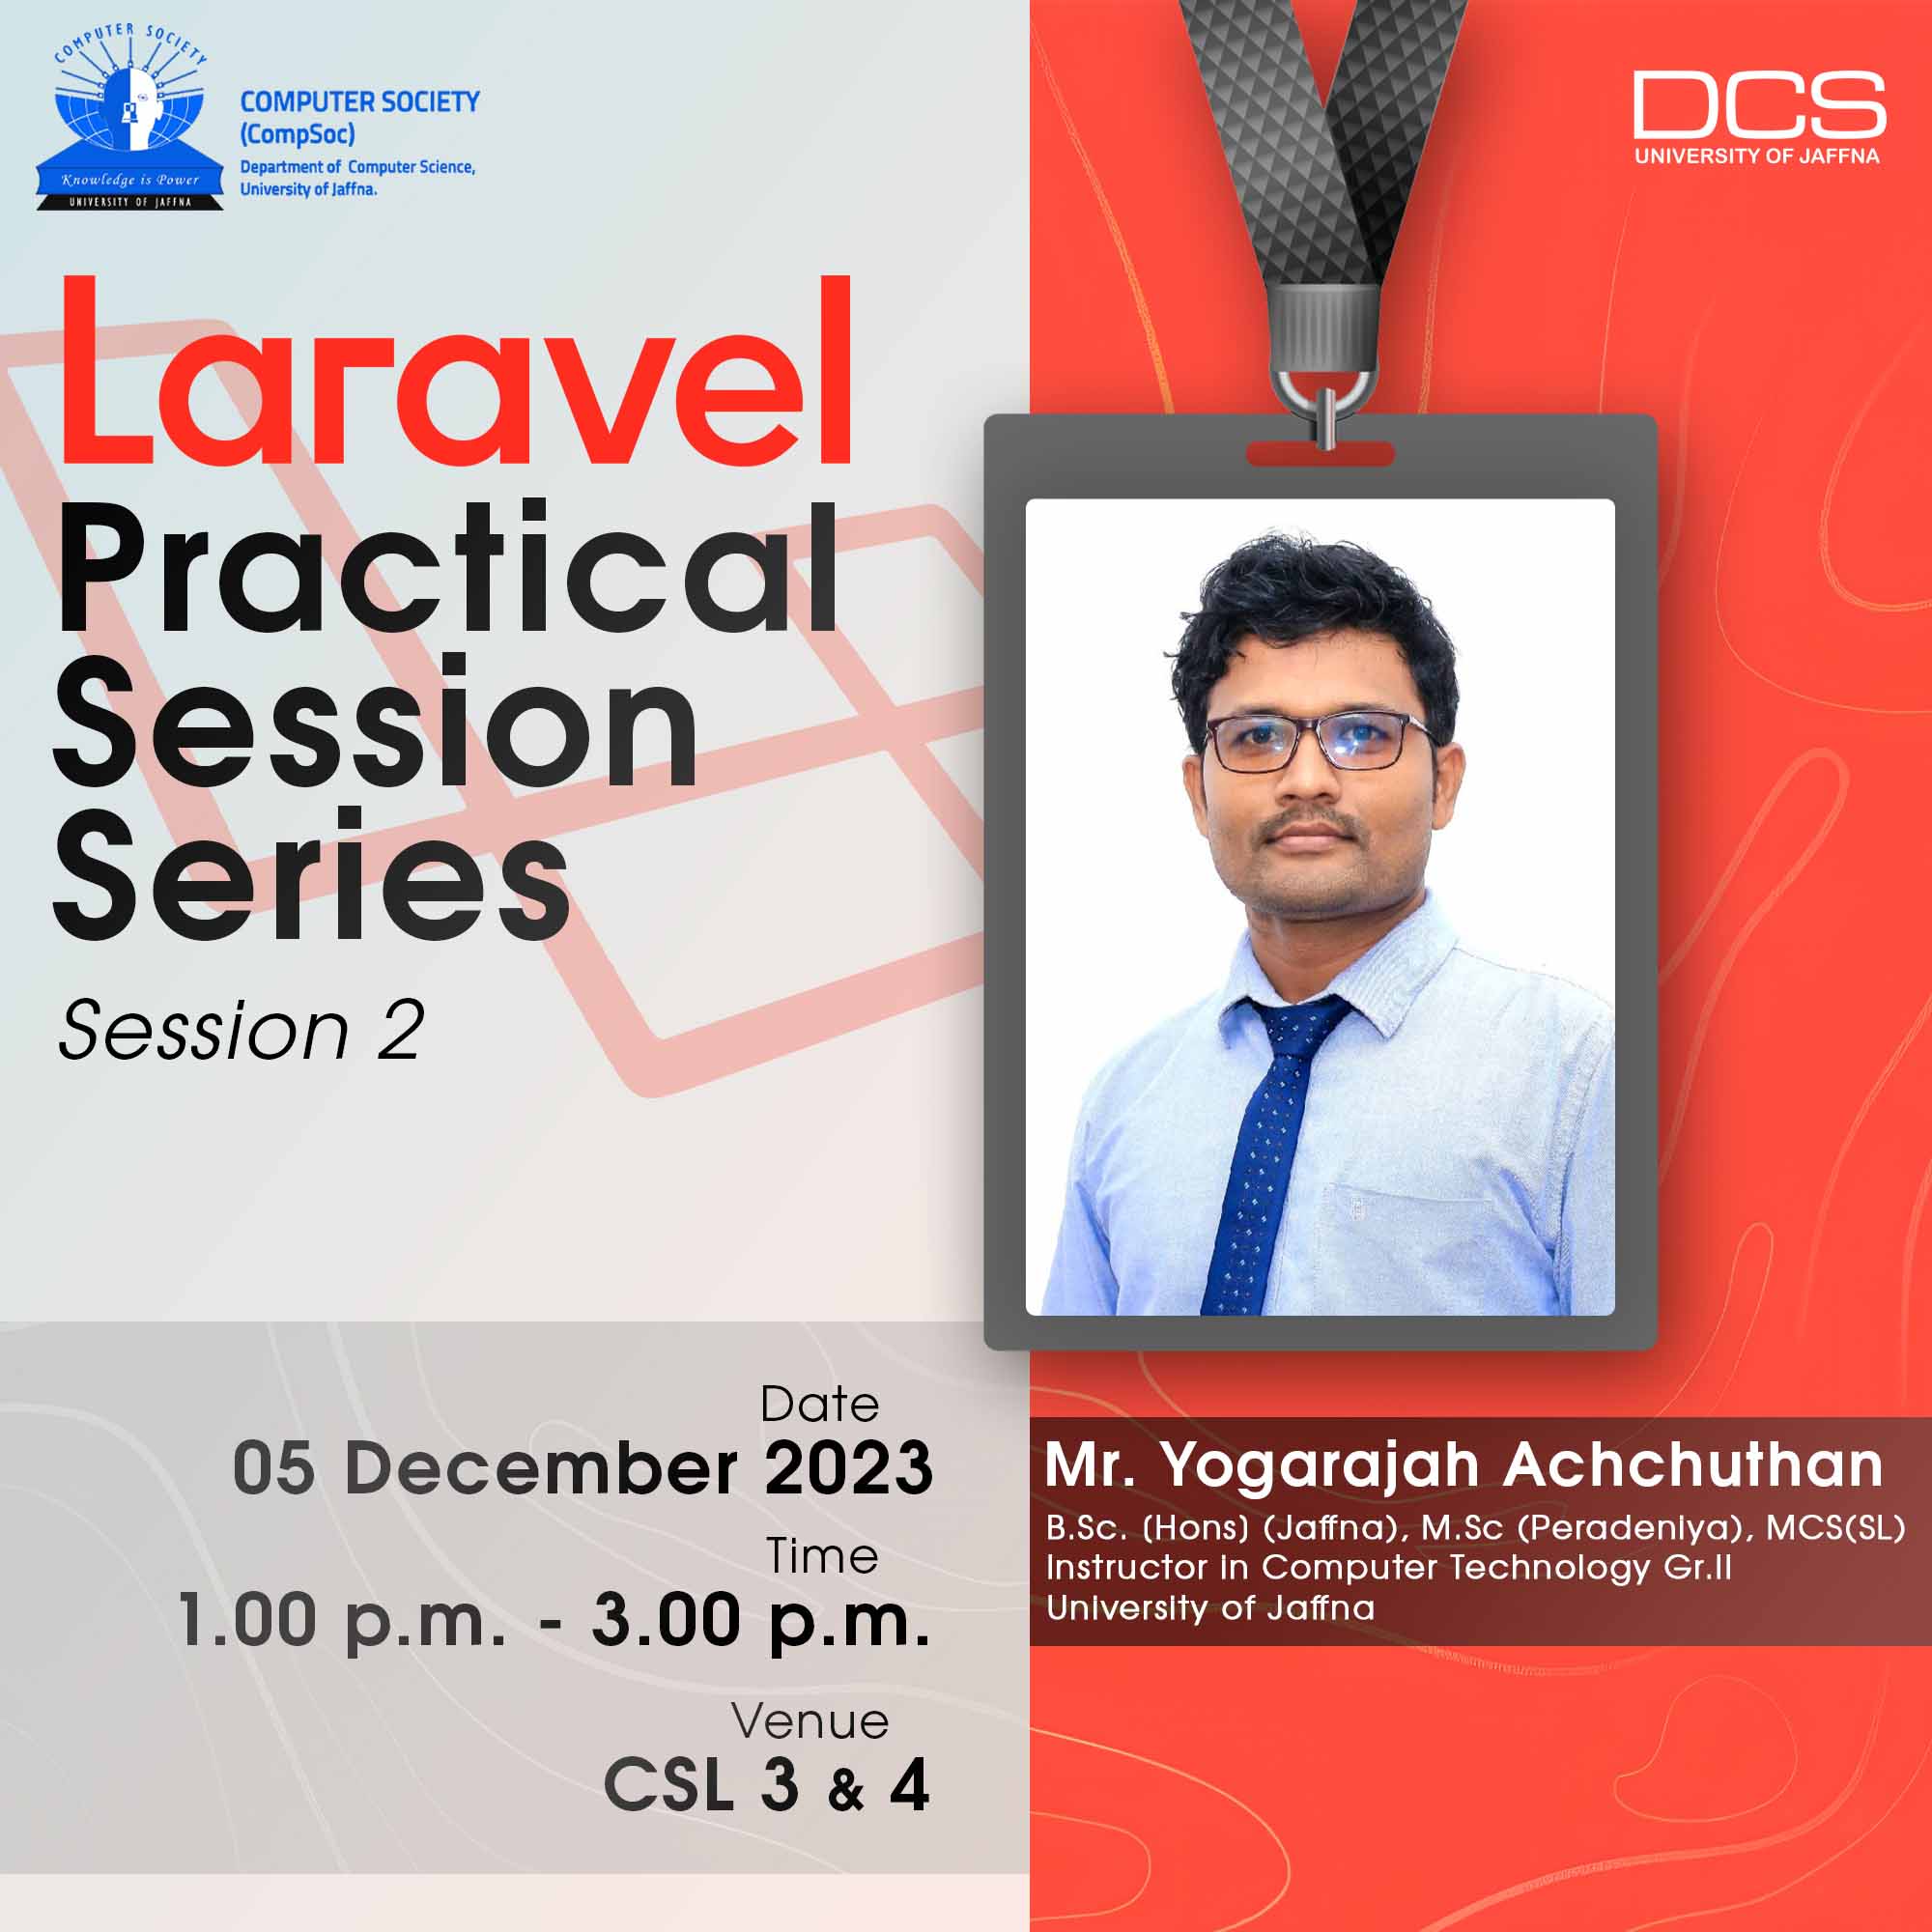 COMPUTER SOCIETY
Knowledge is Power
UNIVERSITY OF JAFFNA
COMPUTER SOCIETY
(CompSoc)
Department of Computer Science,
University of Jaffna.
DCS
UNIVERSITY OF JAFFNA
Laravel
Practical
Session
Series
Session 2
Date
05 December 2023
Time
1.00 p.m. - 3.00 p.m.
Venue
CSL 3 & 4
Mr. Yogarajah Achchuthan
B.Sc. (Hons) (Jaffna), M.Sc (Peradeniya), MCS(SL)
Instructor in Computer Technology Gr.II
University of Jaffna